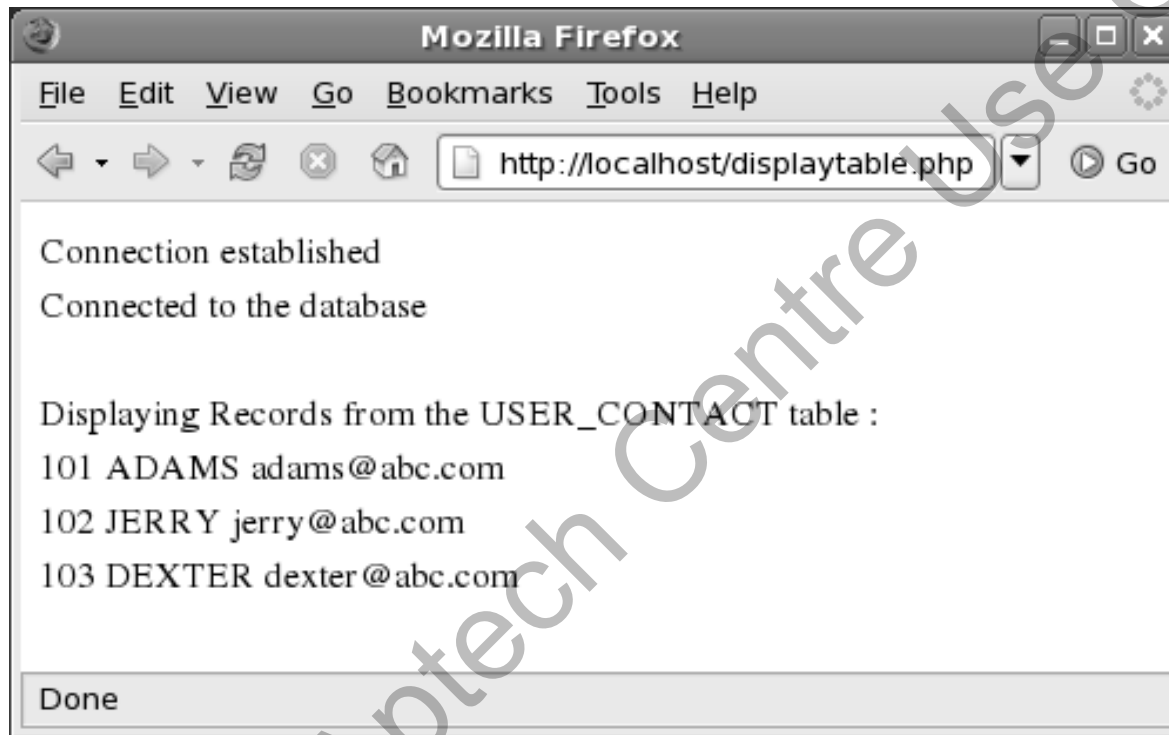 Mozilla Firefox
File Edit View Go Bookmarks Tools Help
http://localhost/displaytable.php Go
Connection established
Connected to the database
Displaying Records from the USER_CONTACT table :
101 ADAMS adams@abc.com
102 JERRY jerry@abc.com
103 DEXTER dexter@abc.com
Done
Centre Use